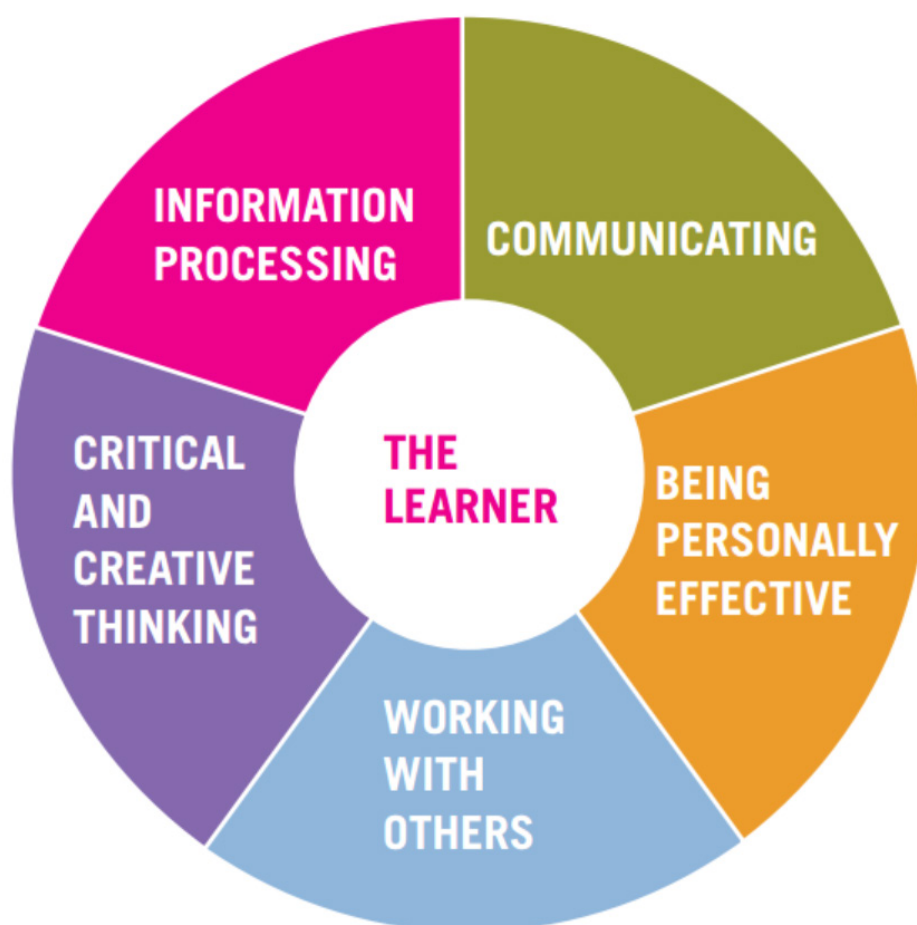 INFORMATION
PROCESSING
COMMUNICATING
CRITICAL
AND
CREATIVE
THINKING
THE
LEARNER
BEING
PERSONALLY
EFFECTIVE
WORKING
WITH
OTHERS